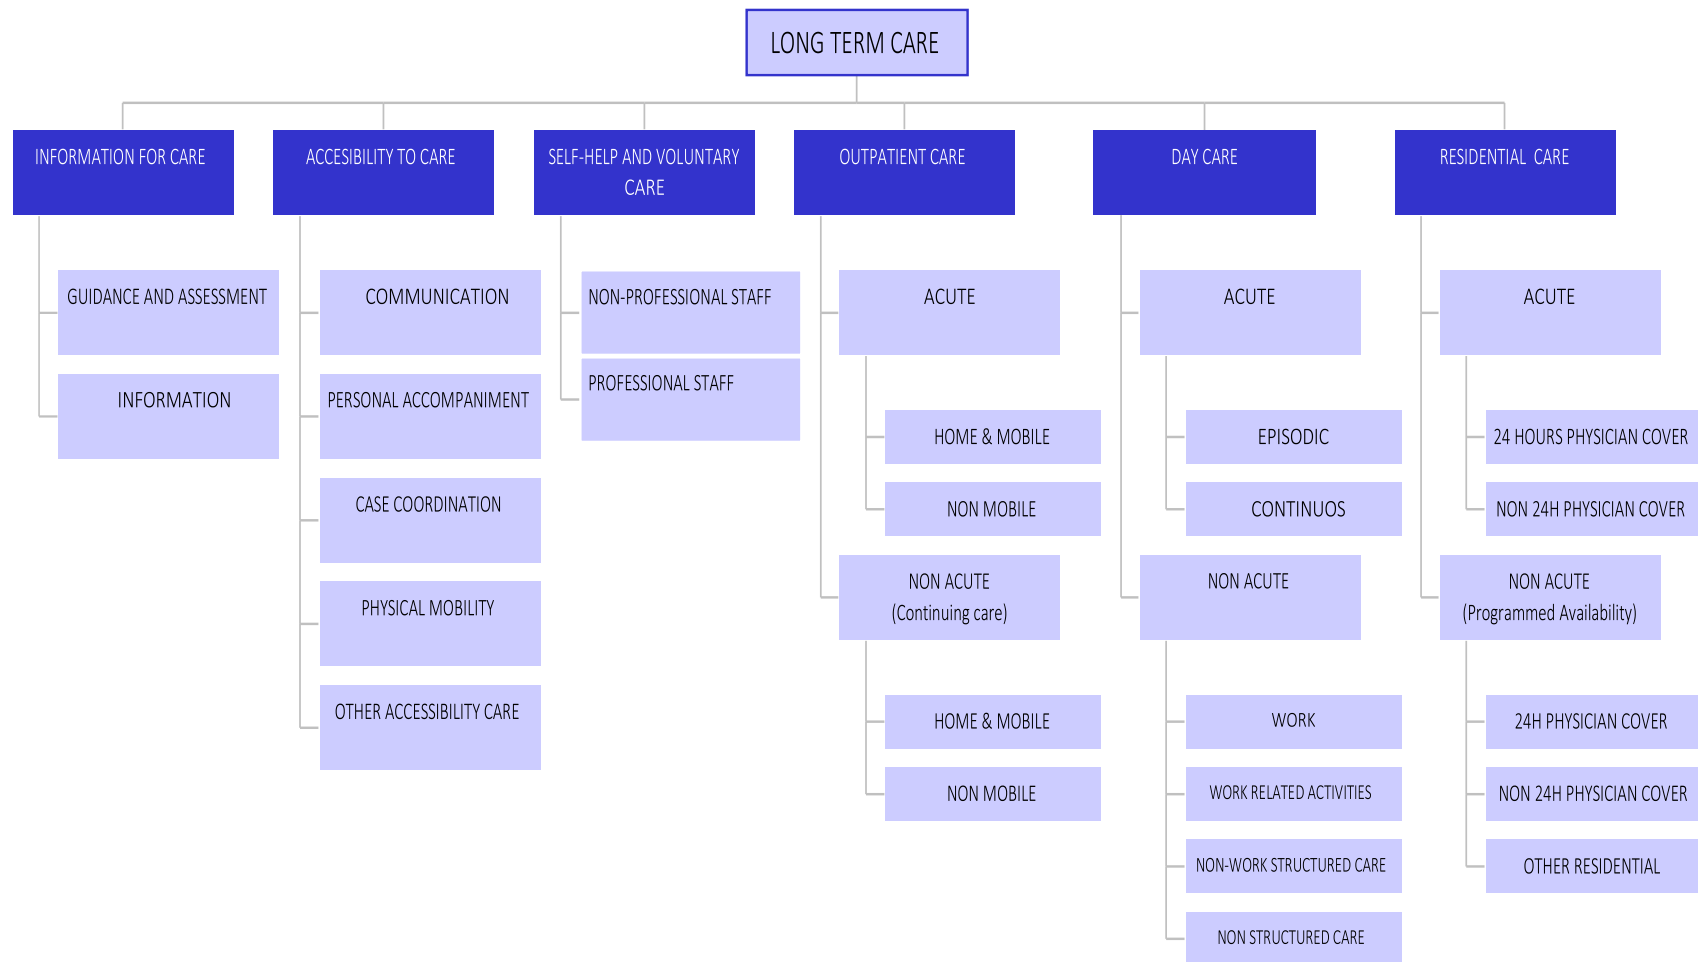 LONG TERM CARE
INFORMATION FOR CARE
GUIDANCE AND ASSESSMENT
INFORMATION
ACCESIBILITY TO CARE
COMMUNICATION
PERSONAL ACCOMPANIMENT
CASE COORDINATION
PHYSICAL MOBILITY
OTHER ACCESSIBILITY CARE
SELF-HELP AND VOLUNTARY
CARE
NON-PROFESSIONAL STAFF
PROFESSIONAL STAFF
OUTPATIENT CARE
ACUTE
HOME & MOBILE
NON MOBILE
NON ACUTE
(Continuing care)
HOME & MOBILE
NON MOBILE
DAY CARE
ACUTE
EPISODIC
CONTINUOS
NON ACUTE
WORK
WORK RELATED ACTIVITIES
NON-WORK STRUCTURED CARE
NON STRUCTURED CARE
RESIDENTIAL CARE
ACUTE
24 HOURS PHYSICIAN COVER
NON 24H PHYSICIAN COVER
NON ACUTE
(Programmed Availability)
24H PHYSICIAN COVER
NON 24H PHYSICIAN COVER
OTHER RESIDENTIAL